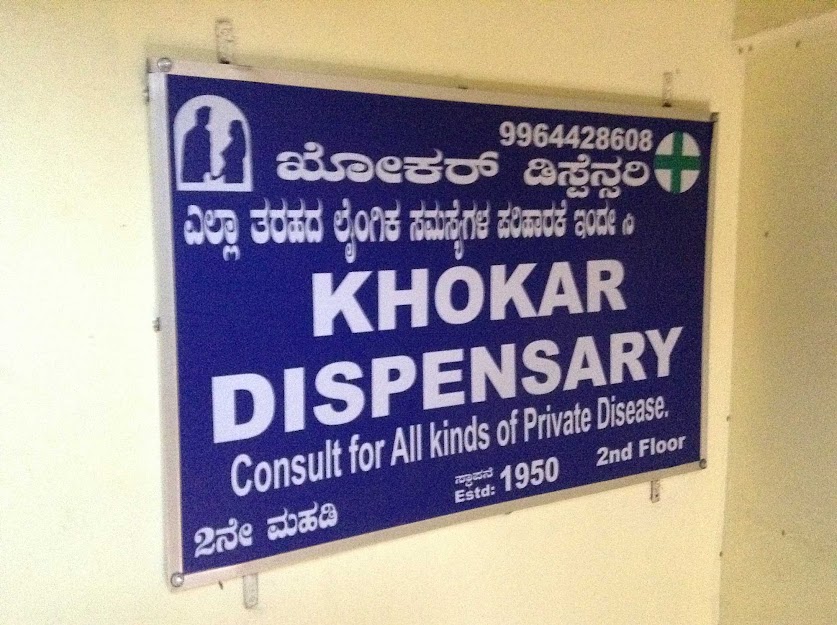 9964428608
ಖೋಕರ್ ಡಿಸ್ಪೆನ್ಸರಿ
ಎಲ್ಲಾ ತರಹದ ಲೈಂಗಿಕ ಸಮಸ್ಯೆಗಳ ಪರಿಹಾರಕೆ ಇಂದೇ ಸಿ
KHOKAR
DISPENSARY
Consult for All kinds of Private Disease.
ಸ್ಥಾಪನೆ
Estd: 1950
2nd Floor
2ನೇ ಮಹಡಿ